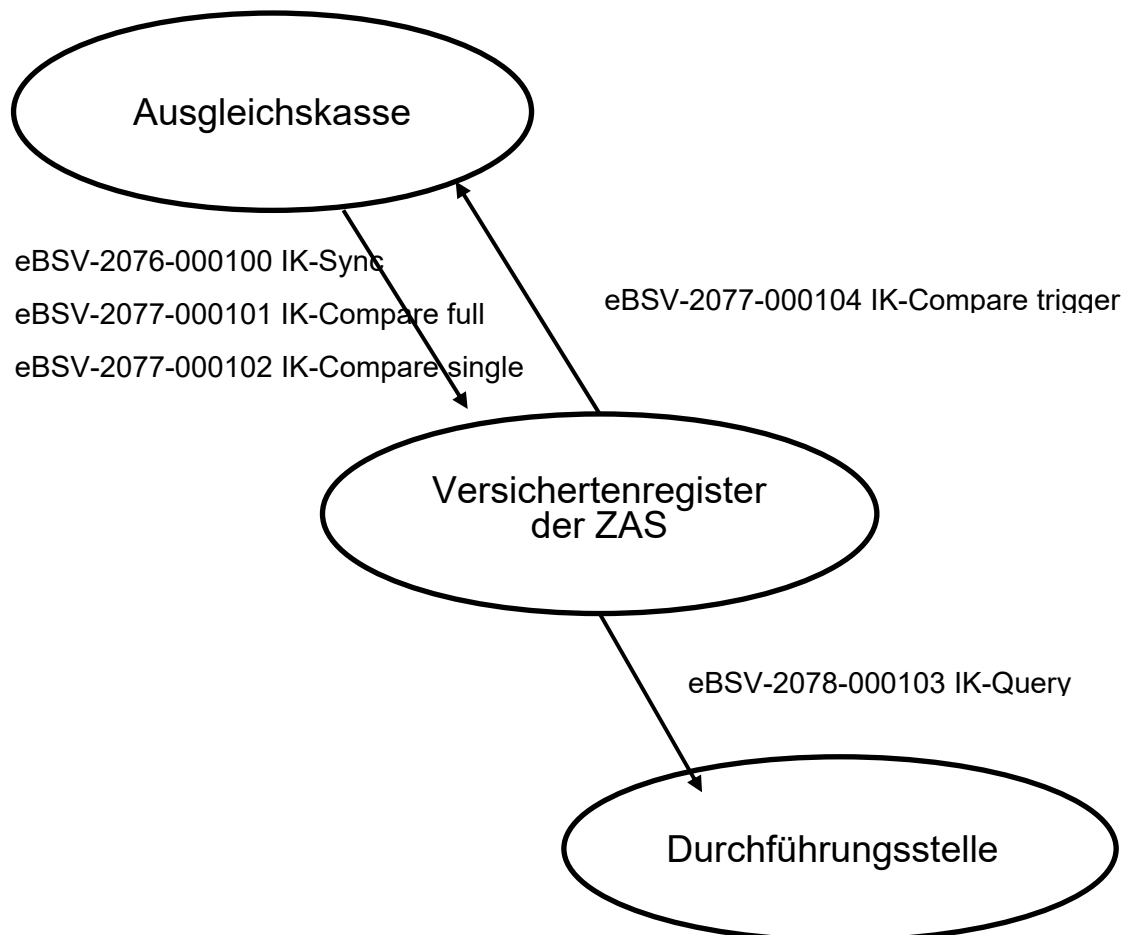 Ausgleichskasse
eBSV-2076-000100 IK-Sync
eBSV-2077-000101 IK-Compare full
eBSV-2077-000102 IK-Compare single
eBSV-2077-000104 IK-Compare trigger
Versichertenregister
der ZAS
eBSV-2078-000103 IK-Query
Durchführungsstelle